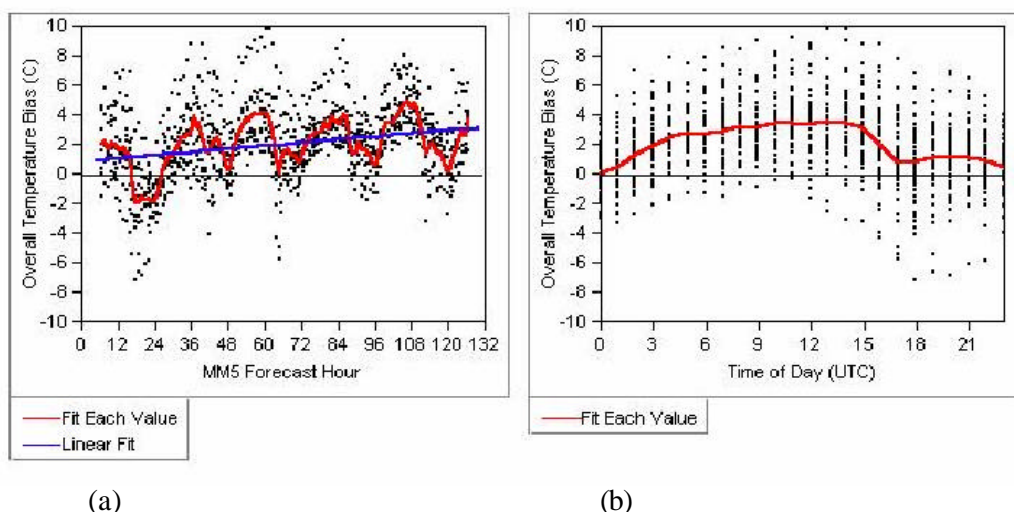 10
8
6
4
2
0
-2
-4
-6
-8
-10
Overall Temperature Bias (C)
0 12 24 36 48 60 72 84 96 108 120 132
MM5 Forecast Hour
Fit Each Value
Linear Fit
(a)
10
8
6
4
2
0
-2
-4
-6
-8
-10
Overall Temperature Bias (C)
0 3 6 9 12 15 18 21
Time of Day (UTC)
Fit Each Value
(b)